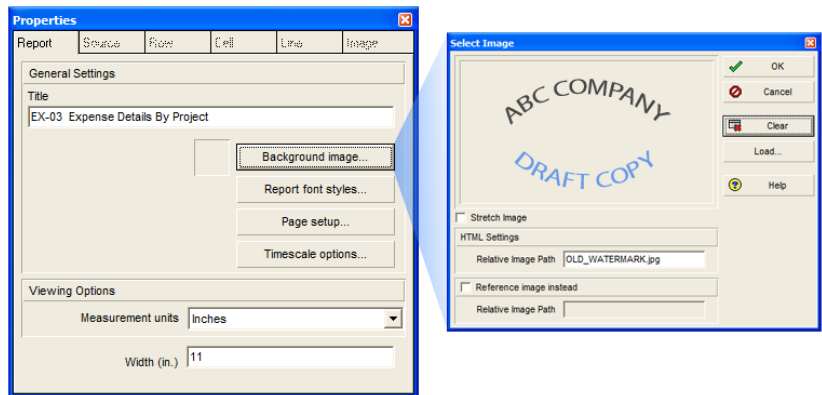 Properties
Report Source Row Cell Line Image
General Settings
Title
EX-03 Expense Details By Project
Background image...
Report font styles...
Page setup...
Timescale options...
Viewing Options
Measurement units Inches
Width (in.) 11
Select Image
ABC COMPANY
DRAFT COPY
OK
Cancel
Clear
Load...
Help
Stretch Image
HTML Settings
Relative Image Path OLD_WATERMARK.jpg
Reference image instead
Relative Image Path